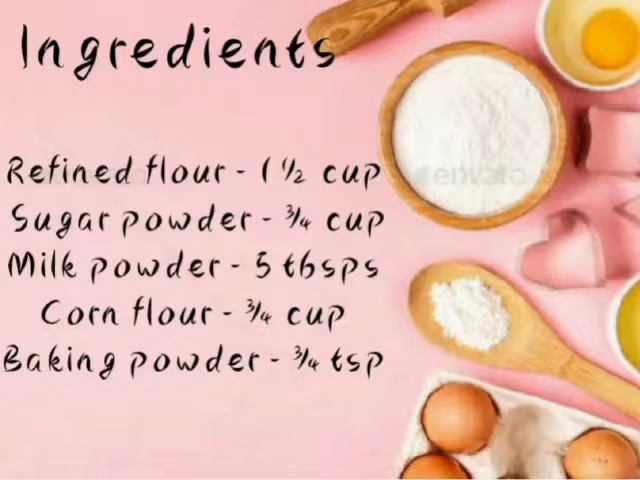 Ingredients
Refined flour - 1 ½ cup
Sugar powder - ¾ cup
Milk powder - 5 tbsps
Corn flour - ¾ cup
Baking powder - ¾ tsp
envato